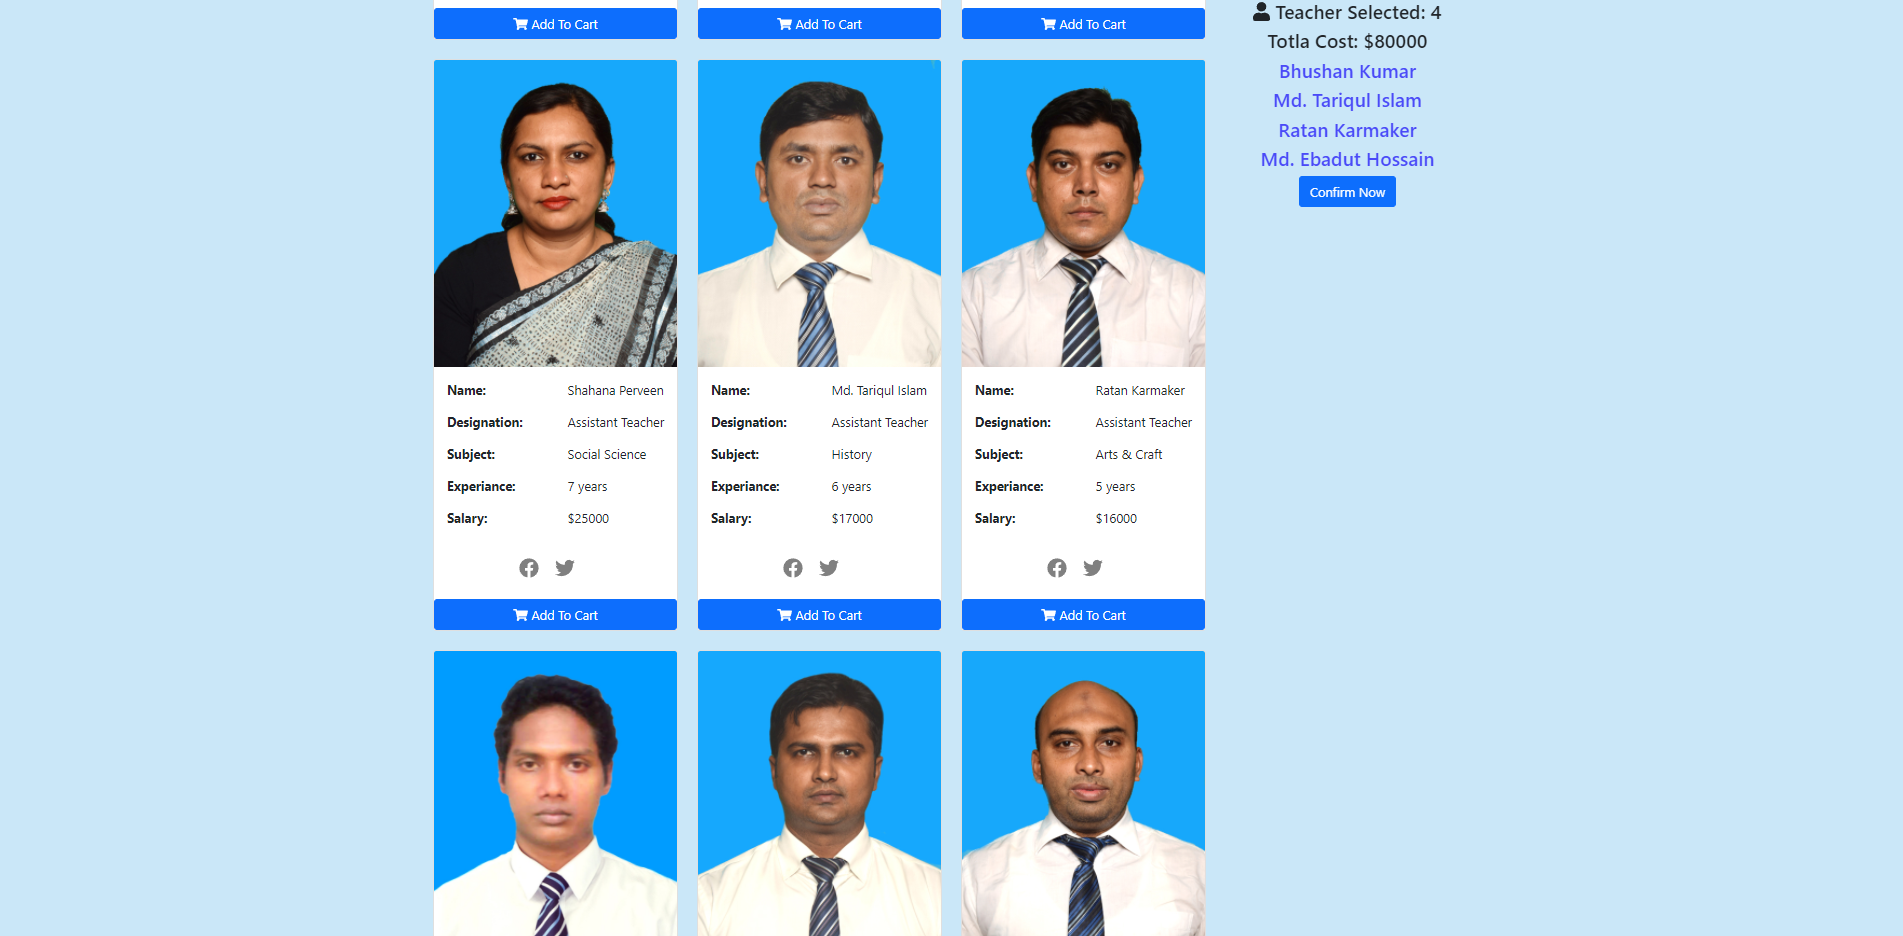 Add To Cart
Add To Cart
Add To Cart
Teacher Selected: 4
Totla Cost: $80000
Bhushan Kumar
Md. Tariqul Islam
Ratan Karmaker
Md. Ebadut Hossain
Confirm Now
Name: Shahana Perveen
Designation: Assistant Teacher
Subject: Social Science
Experiance: 7 years
Salary: $25000
Add To Cart
Name: Md. Tariqul Islam
Designation: Assistant Teacher
Subject: History
Experiance: 6 years
Salary: $17000
Add To Cart
Name: Ratan Karmaker
Designation: Assistant Teacher
Subject: Arts & Craft
Experiance: 5 years
Salary: $16000
Add To Cart